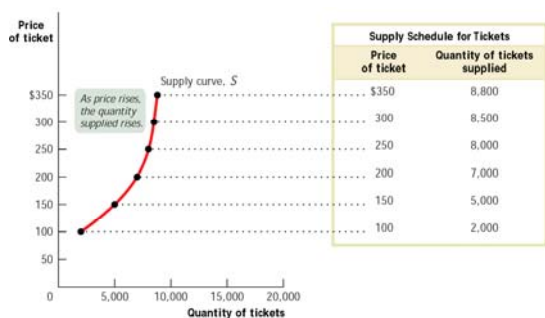 Price
of ticket
$350
300
250
200
150
100
50
0
5,000
10,000
15,000
20,000
Quantity of tickets
Supply curve, S
As price rises,
the quantity
supplied rises.
Supply Schedule for Tickets
Price
of ticket
Quantity of tickets
supplied
$350 8,800
300 8,500
250 8,000
200 7,000
150 5,000
100 2,000